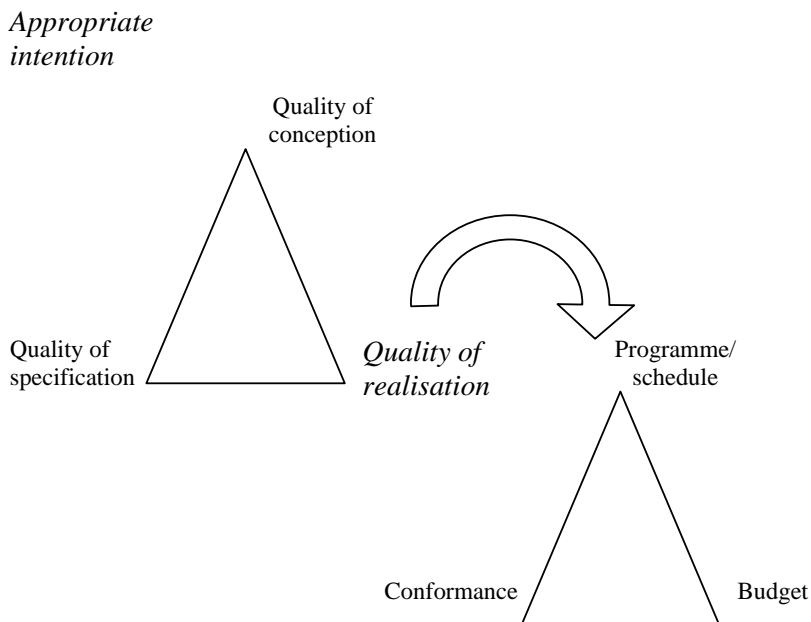 Appropriate
intention
Quality of
conception
Quality of
specification
Quality of
realisation
Programme/
schedule
Conformance
Budget